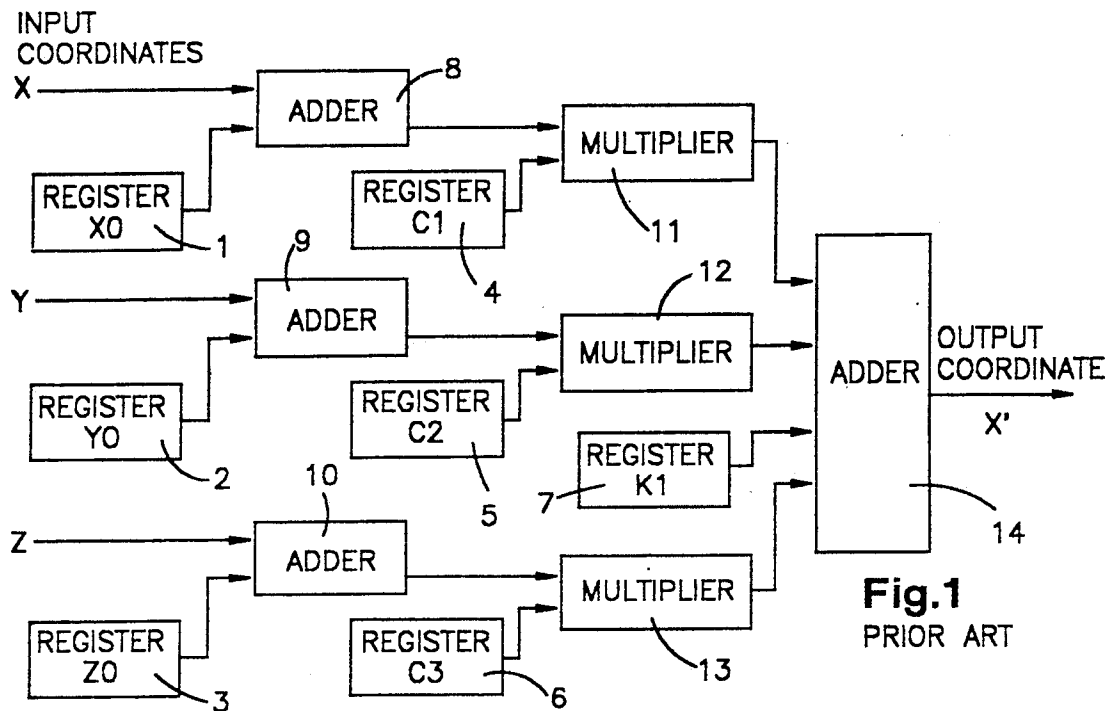 INPUT
COORDINATES
X
ADDER
8
REGISTER
X0
1
REGISTER
C1
4
MULTIPLIER
11
Y
ADDER
9
REGISTER
Y0
2
REGISTER
C2
5
MULTIPLIER
12
REGISTER
K1
7
Z
ADDER
10
REGISTER
Z0
3
REGISTER
C3
6
MULTIPLIER
13
ADDER
14
OUTPUT
COORDINATE
X'
Fig.1
PRIOR ART